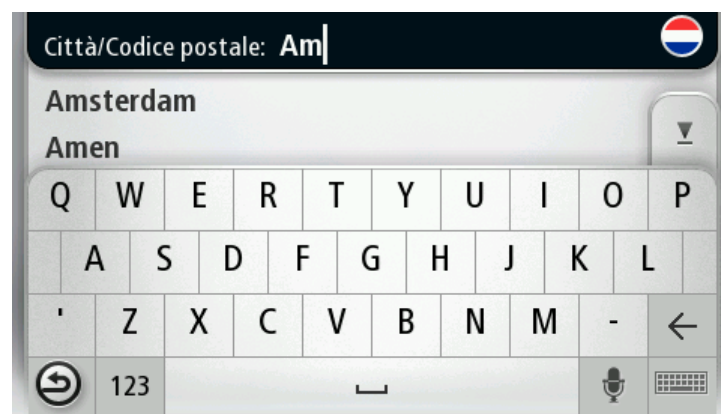 Città/Codice postale: Am
Amsterdam
Amen
Q W E R T Y U I O P
A S D F G H J K L
' Z X C V B N M -
123